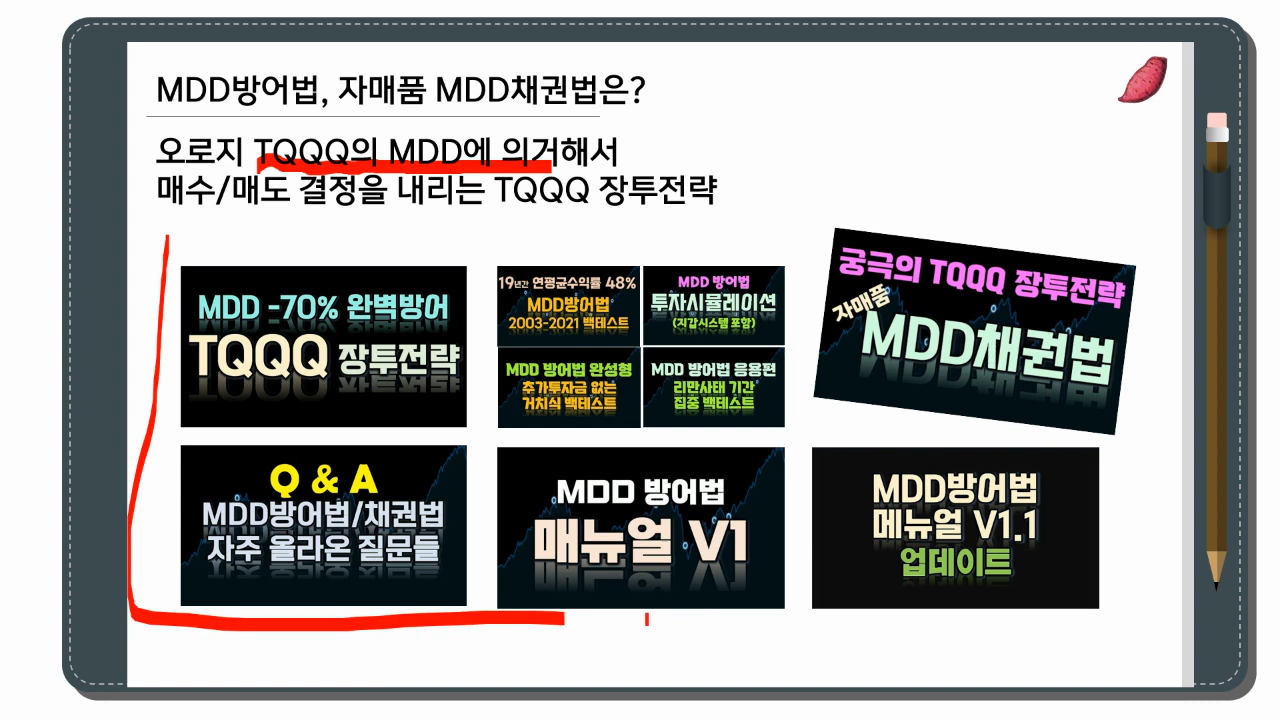 MDD방어법, 자매품 MDD채권법은?
오로지 TQQQ의 MDD에 의거해서
매수/매도 결정을 내리는 TQQQ 장투전략
MDD -70% 완벽방어
TQQQ 장투전략
19년간 연평균수익률 48%
MDD방어법
2003-2021 백테스트
MDD 방어법
투자시뮬레이션
(지갑시스템 포함)
MDD 방어법 완성형
추가투자금 없는
거치식 백테스트
MDD 방어법 응용편
리만사태 기간
집중 백테스트
궁극의 TQQQ 장투전략
자매품
MDD채권법
Q & A
MDD방어법/채권법
자주 올라온 질문들
MDD 방어법
매뉴얼 V1
MDD방어법
메뉴얼 V1.1
업데이트